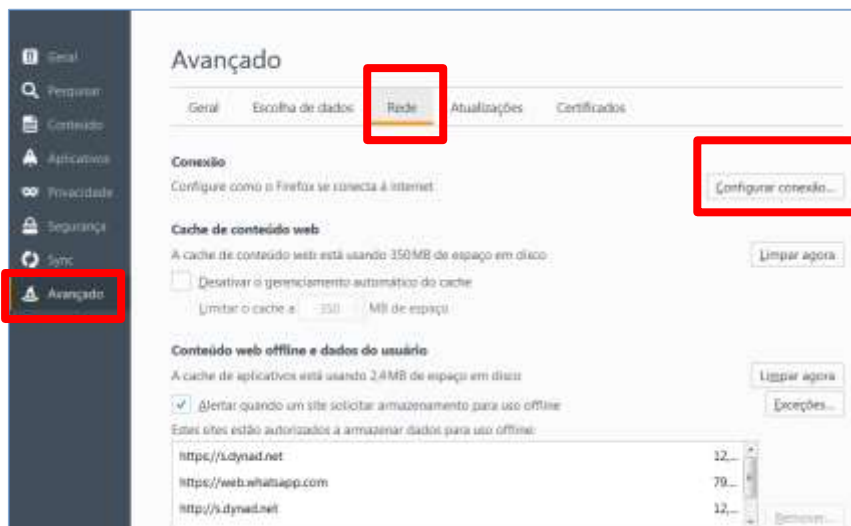 Avançado
Geral
Pesquisar
Conteúdo
Aplicativos
Privacidade
Segurança
Sync
Avançado
Geral Escolha de dados Rede Atualizações Certificados
Conexão
Configure como o Firefox se conecta à internet Configurar conexão...
Cache de conteúdo web
A cache de conteúdo web está usando 350 MB de espaço em disco Limpar agora
Desativar o gerenciamento automático do cache
Limitar o cache a 350 MB de espaço
Conteúdo web offline e dados do usuário
A cache de aplicativos está usando 2,4 MB de espaço em disco Limpar agora
Alertar quando um site solicitar armazenamento para uso offline Exceções...
Estes sites estão autorizados a armazenar dados para uso offline:
https://s.dynad.net 12,...
https://web.whatsapp.com 79...
http://s.dynad.net 12,...
Remover...